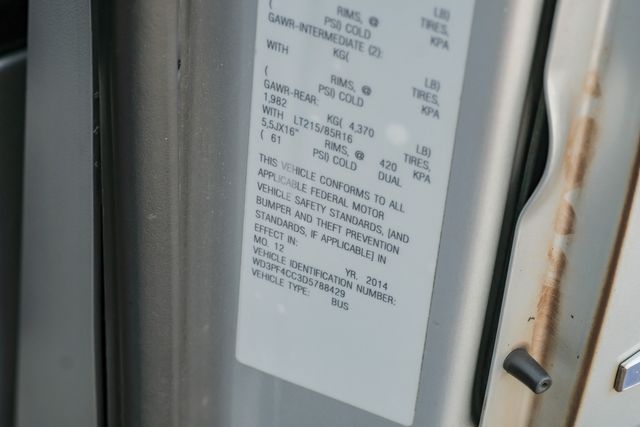 ( RIMS, @ LB)
PSI) COLD TIRES,
GAWR-INTERMEDIATE (2): KPA
WITH KG(
( RIMS, @ LB)
PSI) COLD TIRES,
GAWR-REAR: KPA
1,982 KG( 4,370
WITH LT215/85R16 LB)
5,5JX16" RIMS, @ 420 TIRES,
( 61 PSI) COLD DUAL KPA
THIS VEHICLE CONFORMS TO ALL
APPLICABLE FEDERAL MOTOR
VEHICLE SAFETY STANDARDS, [AND
BUMPER AND THEFT PREVENTION
STANDARDS, IF APPLICABLE] IN
EFFECT IN:
MO. 12 YR. 2014
VEHICLE IDENTIFICATION NUMBER:
WD3PF4CC3D5788429
VEHICLE TYPE: BUS